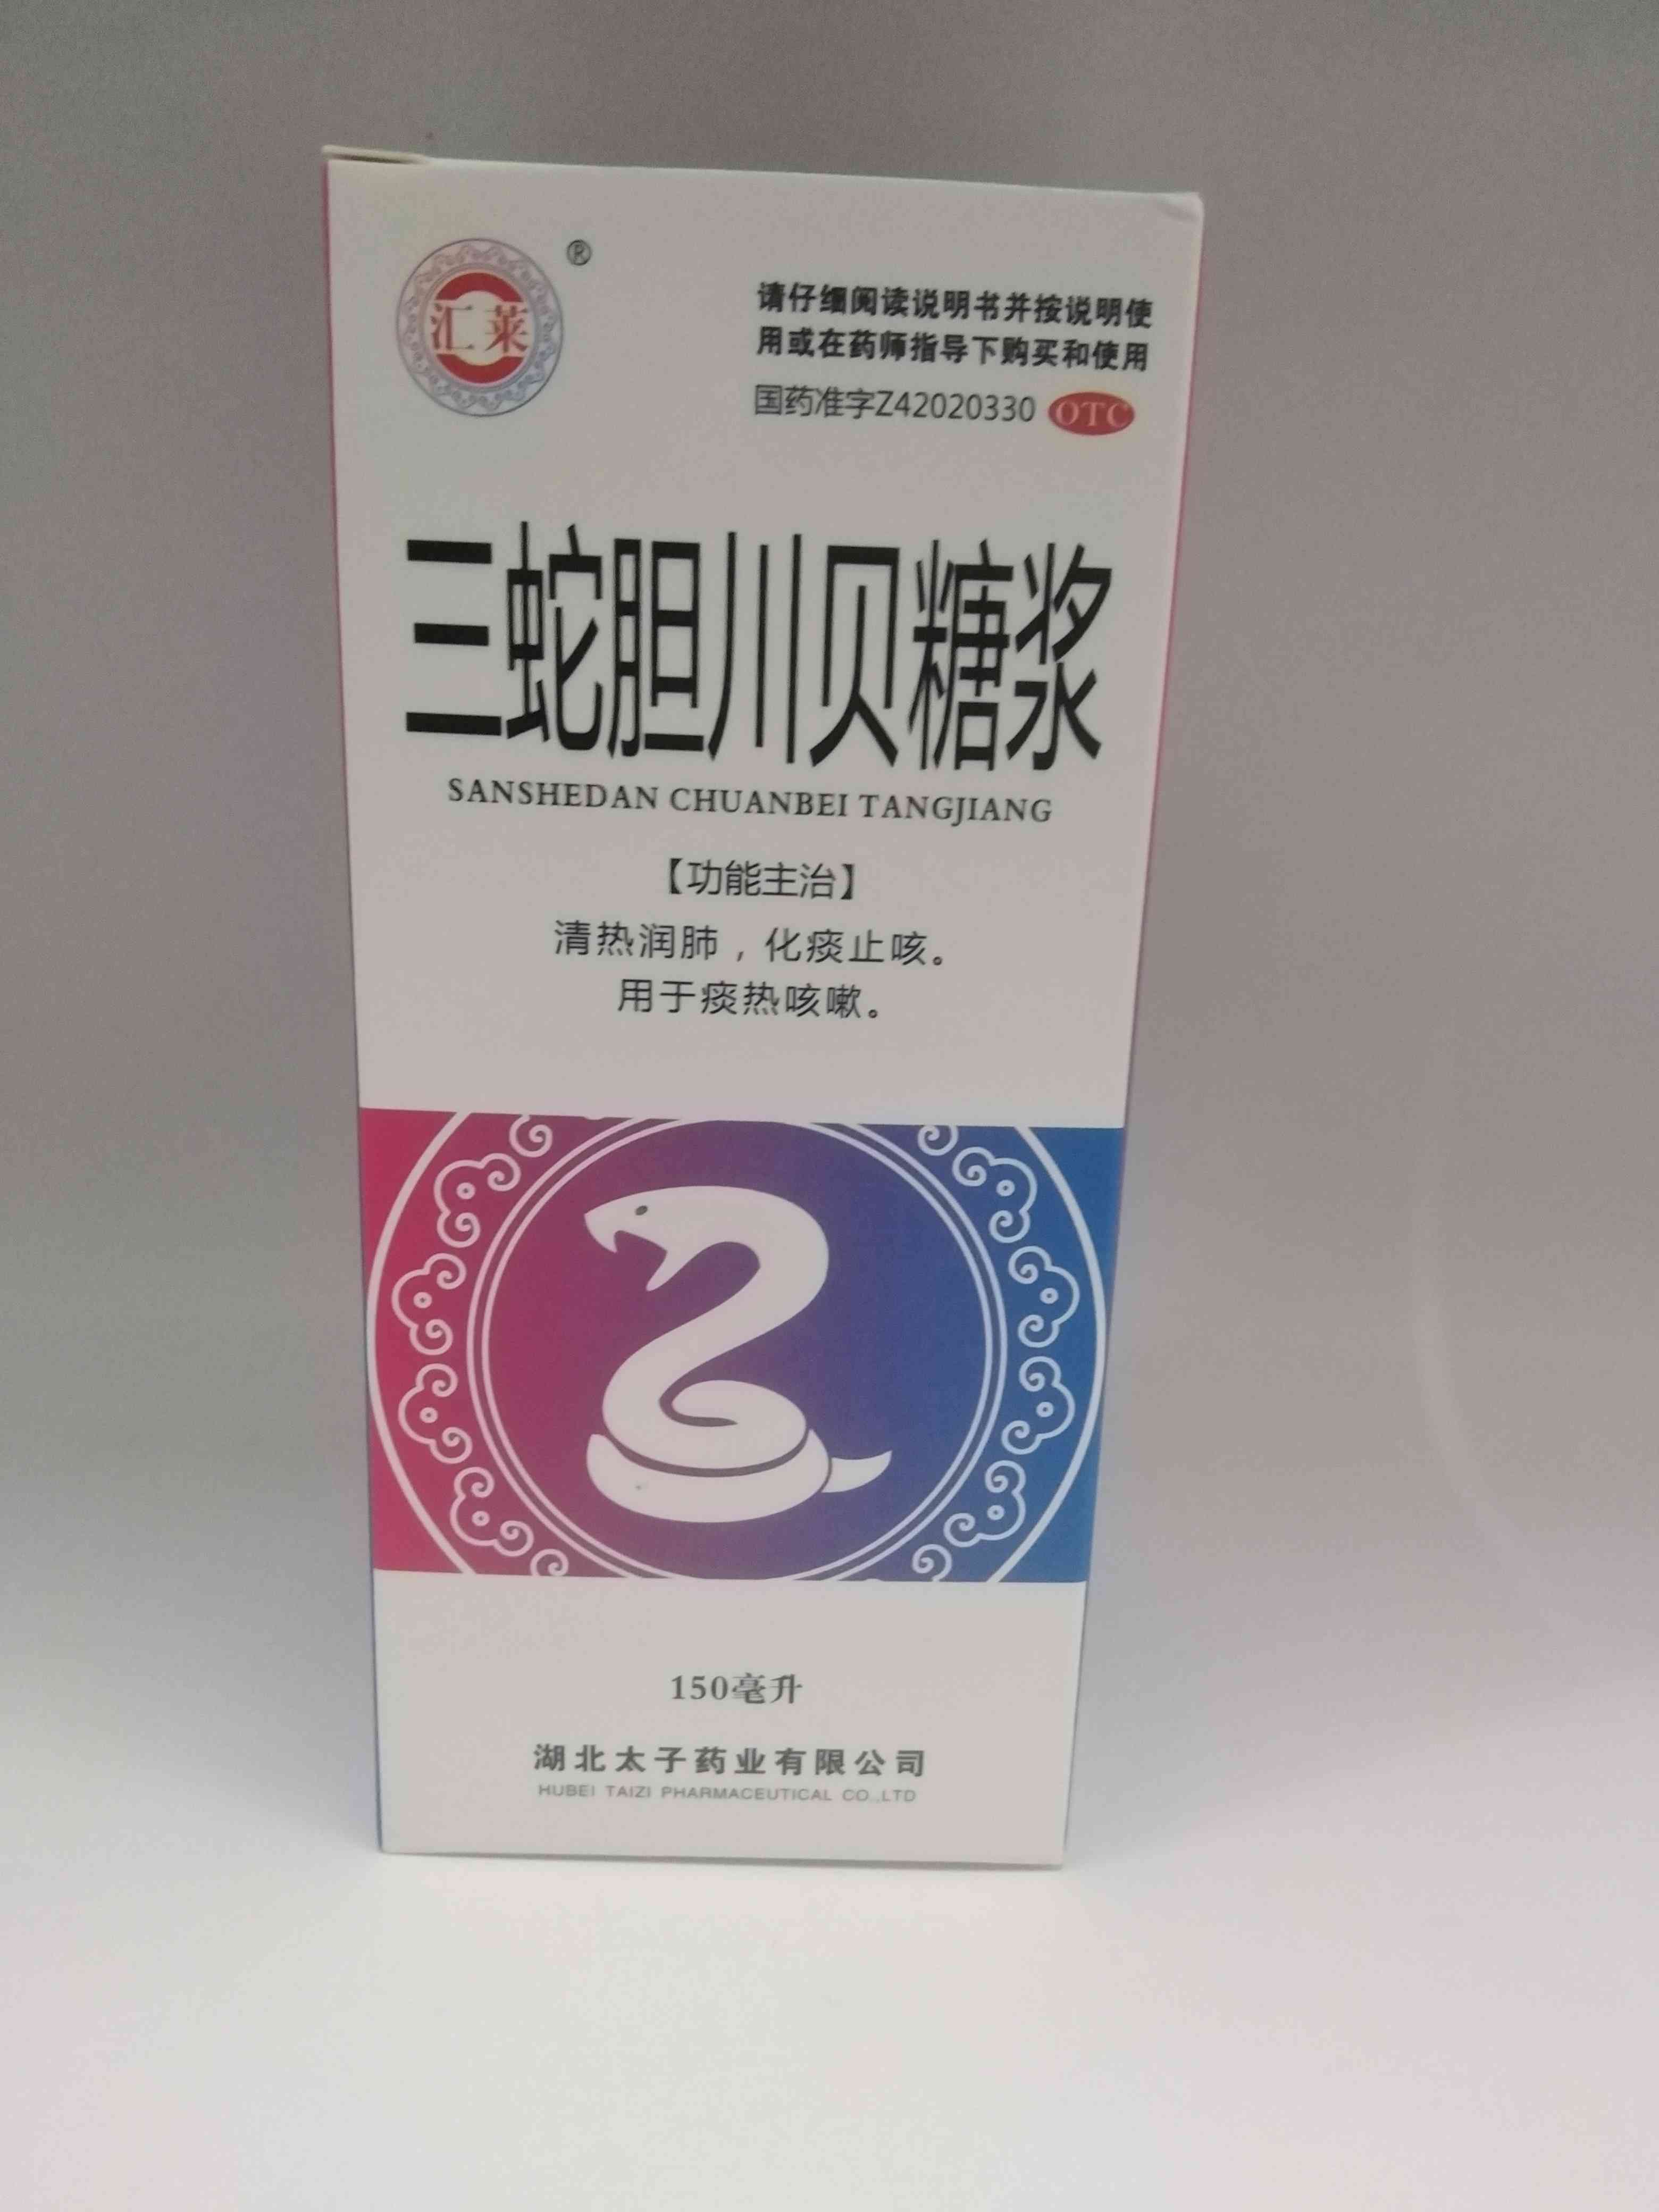 汇莱
®
请仔细阅读说明书并按说明使
用或在药师指导下购买和使用
国药准字Z42020330 OTC
三蛇胆川贝糖浆
SANSHEDAN CHUANBEI TANGJIANG
【功能主治】
清热润肺，化痰止咳。
用于痰热咳嗽。
150毫升
湖北太子药业有限公司
HUBEI TAIZI PHARMACEUTICAL CO.,LTD